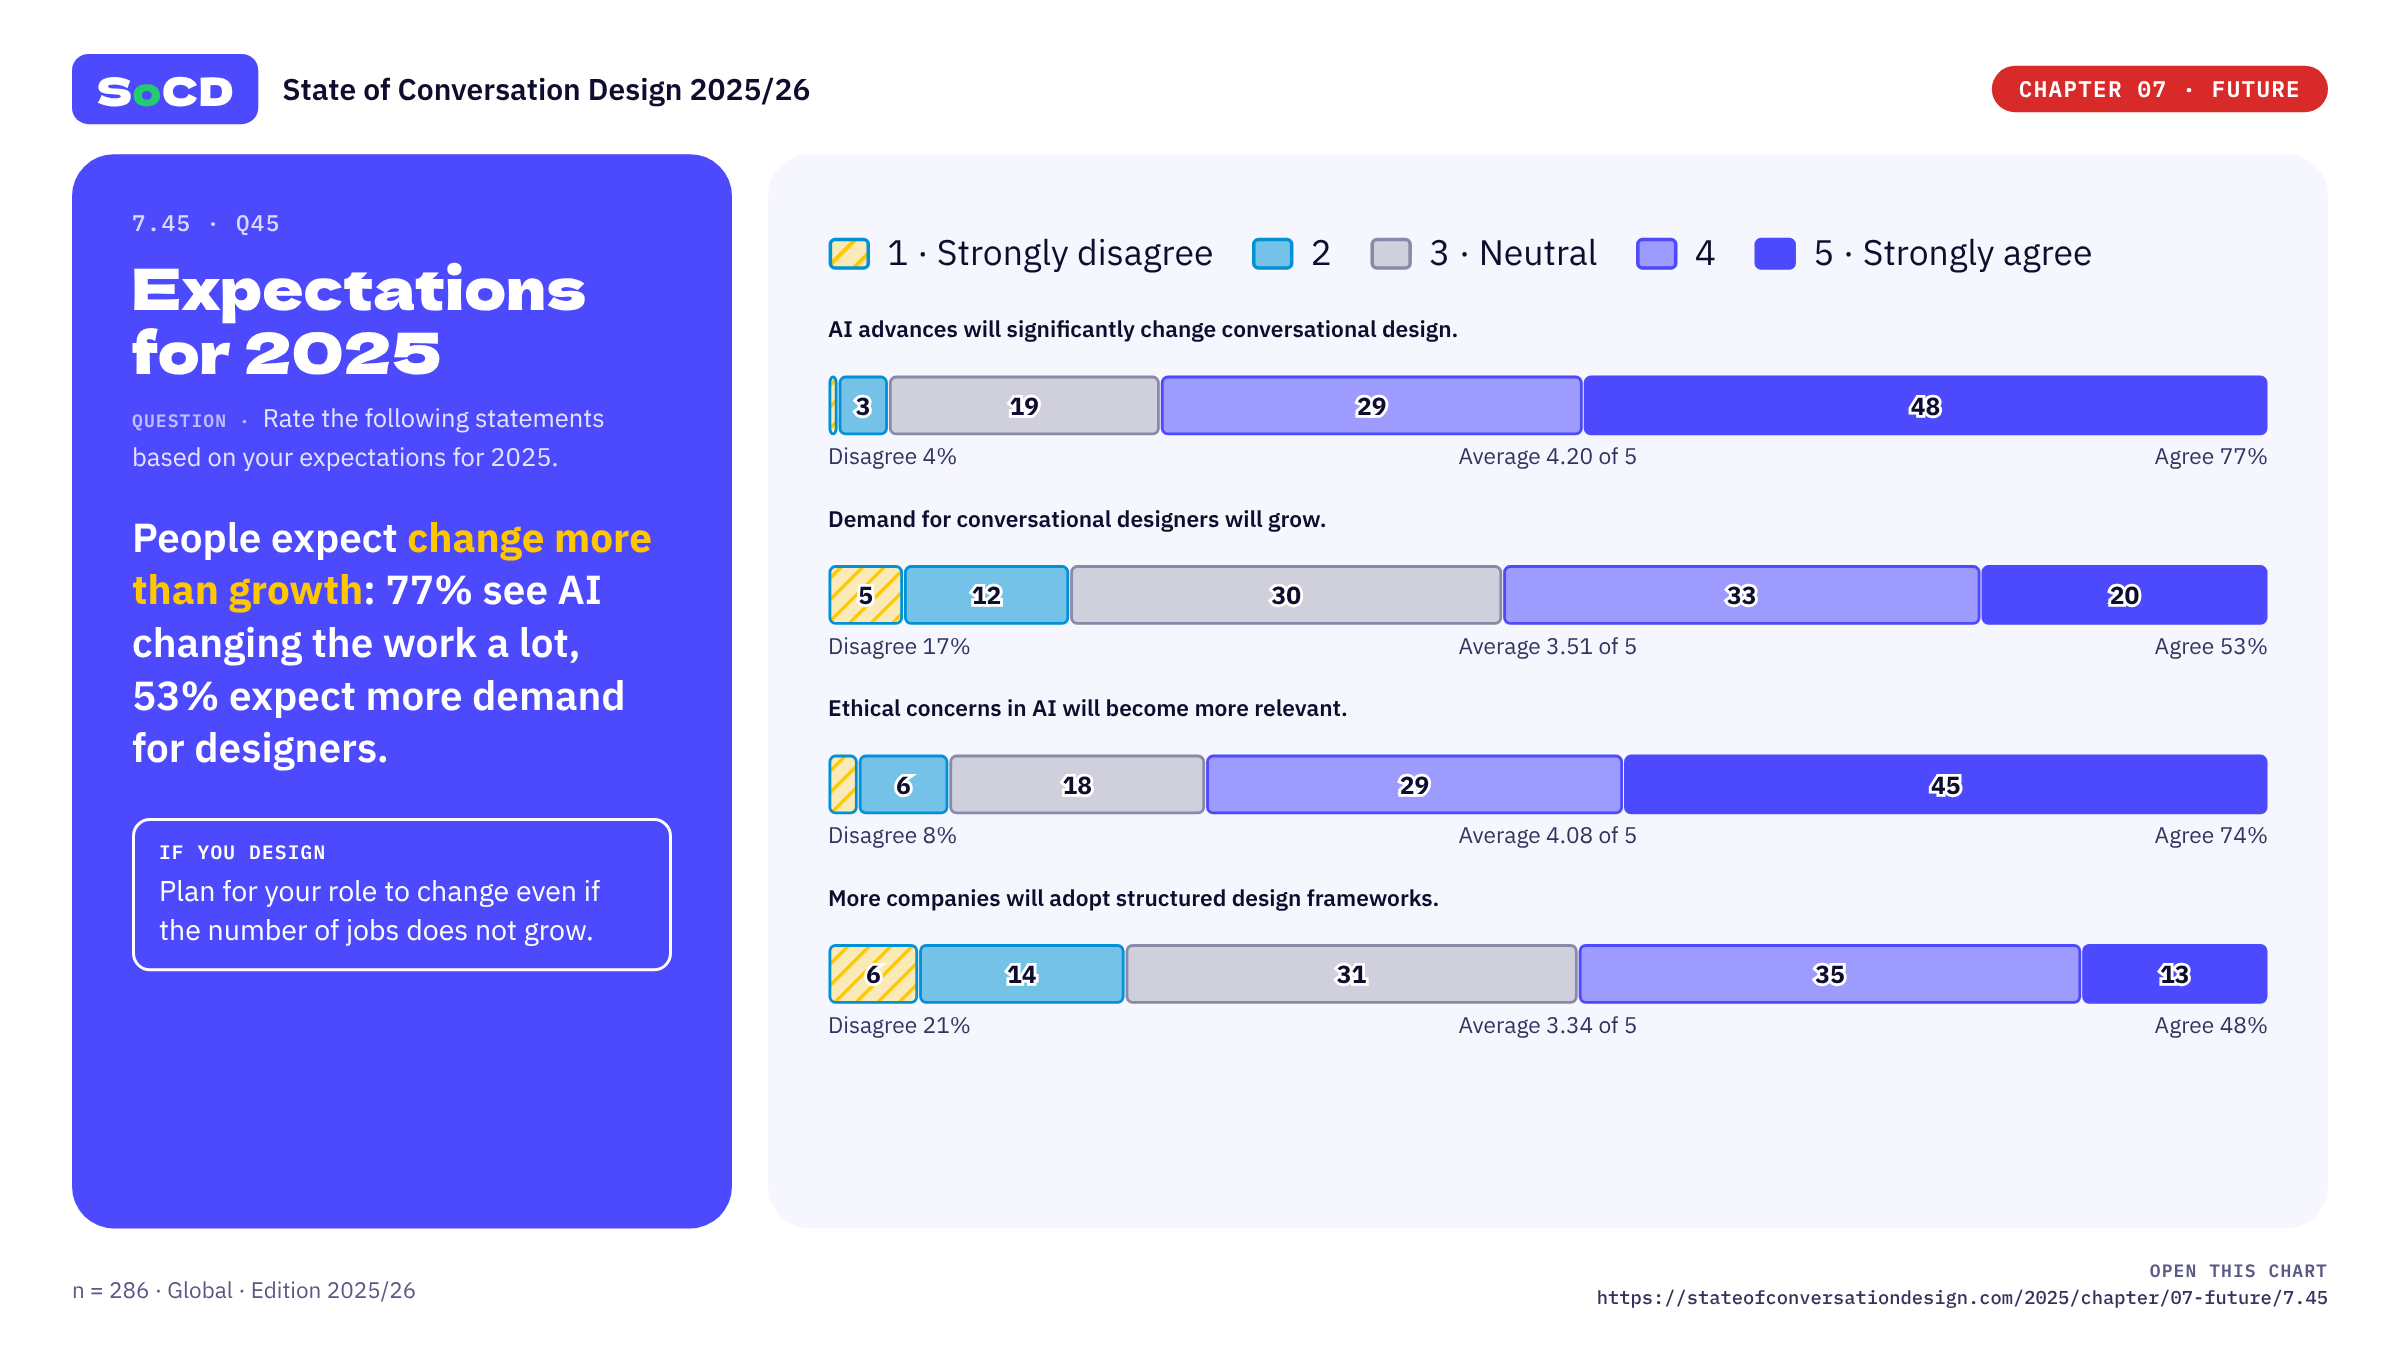 SoCD
State of Conversation Design 2025/26
CHAPTER 07 · FUTURE
7.45 · Q45
Expectations
for 2025
QUESTION · Rate the following statements
based on your expectations for 2025.
People expect change more
than growth: 77% see AI
changing the work a lot,
53% expect more demand
for designers.
IF YOU DESIGN
Plan for your role to change even if
the number of jobs does not grow.
1 · Strongly disagree 2 3 · Neutral 4 5 · Strongly agree
AI advances will significantly change conversational design.
3 19 29 48
Disagree 4% Average 4.20 of 5 Agree 77%
Demand for conversational designers will grow.
5 12 30 33 20
Disagree 17% Average 3.51 of 5 Agree 53%
Ethical concerns in AI will become more relevant.
6 18 29 45
Disagree 8% Average 4.08 of 5 Agree 74%
More companies will adopt structured design frameworks.
6 14 31 35 13
Disagree 21% Average 3.34 of 5 Agree 48%
n = 286 · Global · Edition 2025/26
OPEN THIS CHART
https://stateofconversationdesign.com/2025/chapter/07-future/7.45